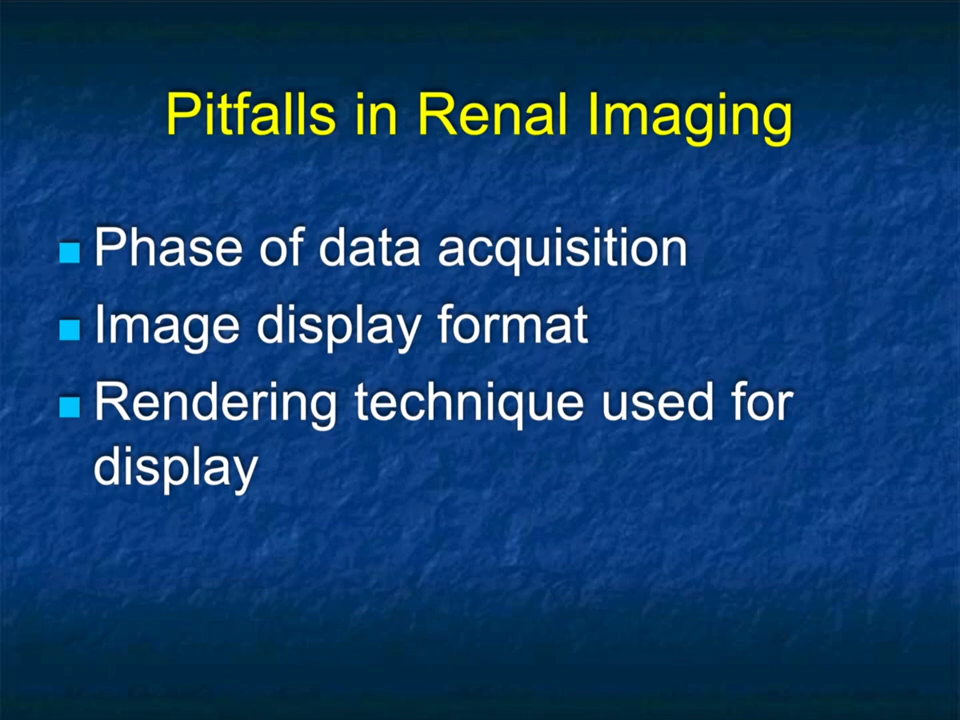 Pitfalls in Renal Imaging
Phase of data acquisition
Image display format
Rendering technique used for
display